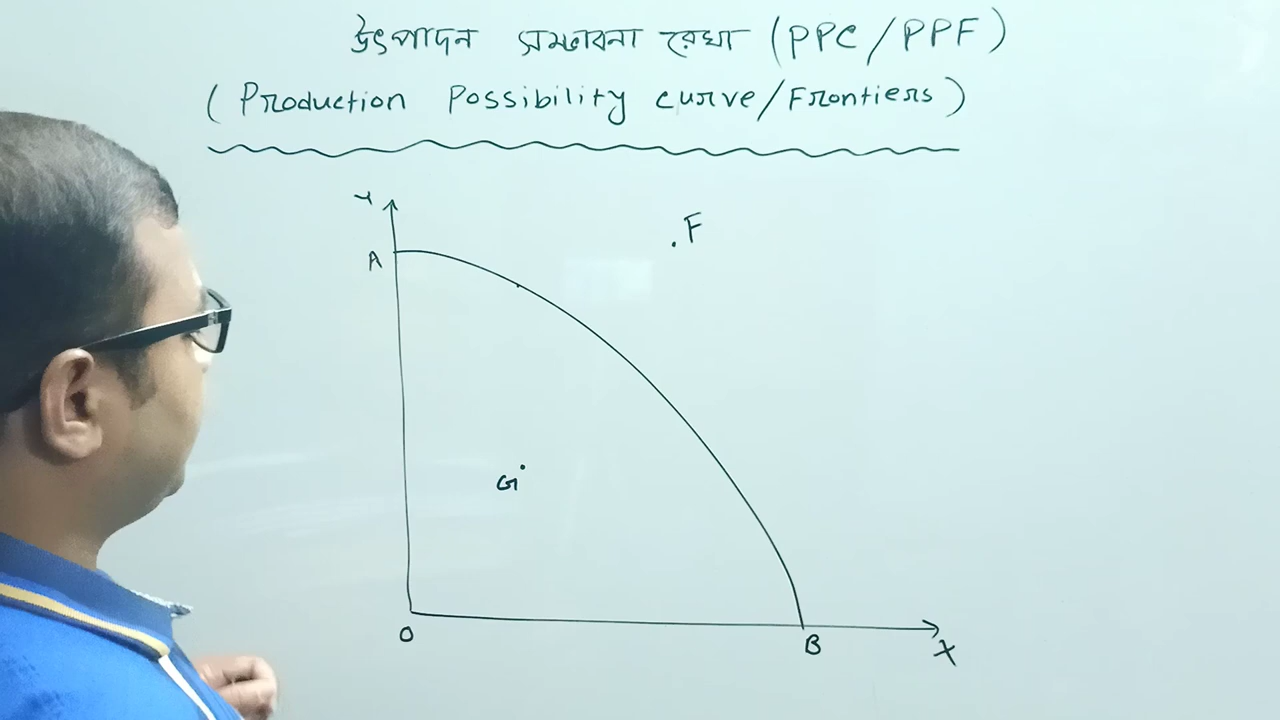 উৎপাদন সম্ভাবনা রেখা (PPC/PPF)
(Production Possibility curve/Frontiers)
Y
.F
A
G
O
B
X